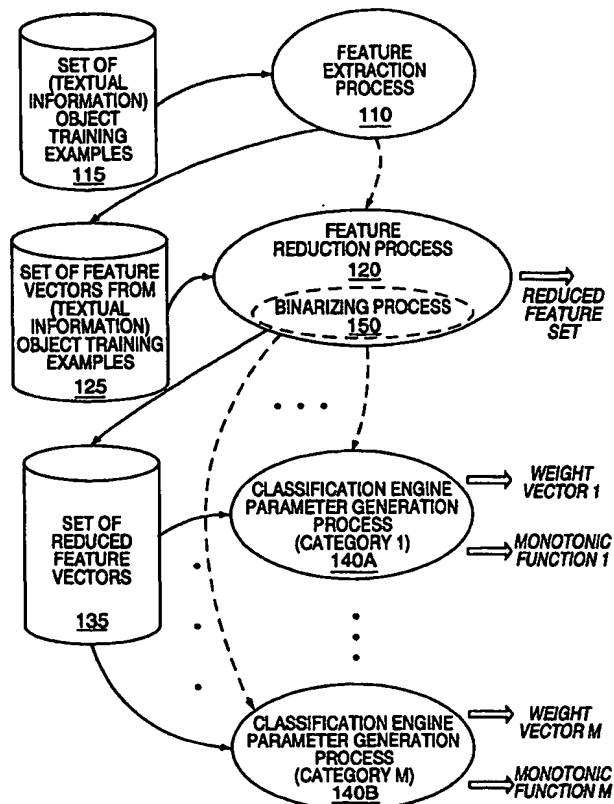 SET OF
(TEXTUAL
INFORMATION)
OBJECT
TRAINING
EXAMPLES
115
FEATURE
EXTRACTION
PROCESS
110
SET OF FEATURE
VECTORS FROM
(TEXTUAL
INFORMATION)
OBJECT TRAINING
EXAMPLES
125
FEATURE
REDUCTION PROCESS
120
BINARIZING PROCESS
150
REDUCED
FEATURE
SET
SET OF
REDUCED
FEATURE
VECTORS
135
CLASSIFICATION ENGINE
PARAMETER GENERATION
PROCESS
(CATEGORY 1)
140A
WEIGHT
VECTOR 1
MONOTONIC
FUNCTION 1
CLASSIFICATION ENGINE
PARAMETER GENERATION
PROCESS
(CATEGORY M)
140B
WEIGHT
VECTOR M
MONOTONIC
FUNCTION M